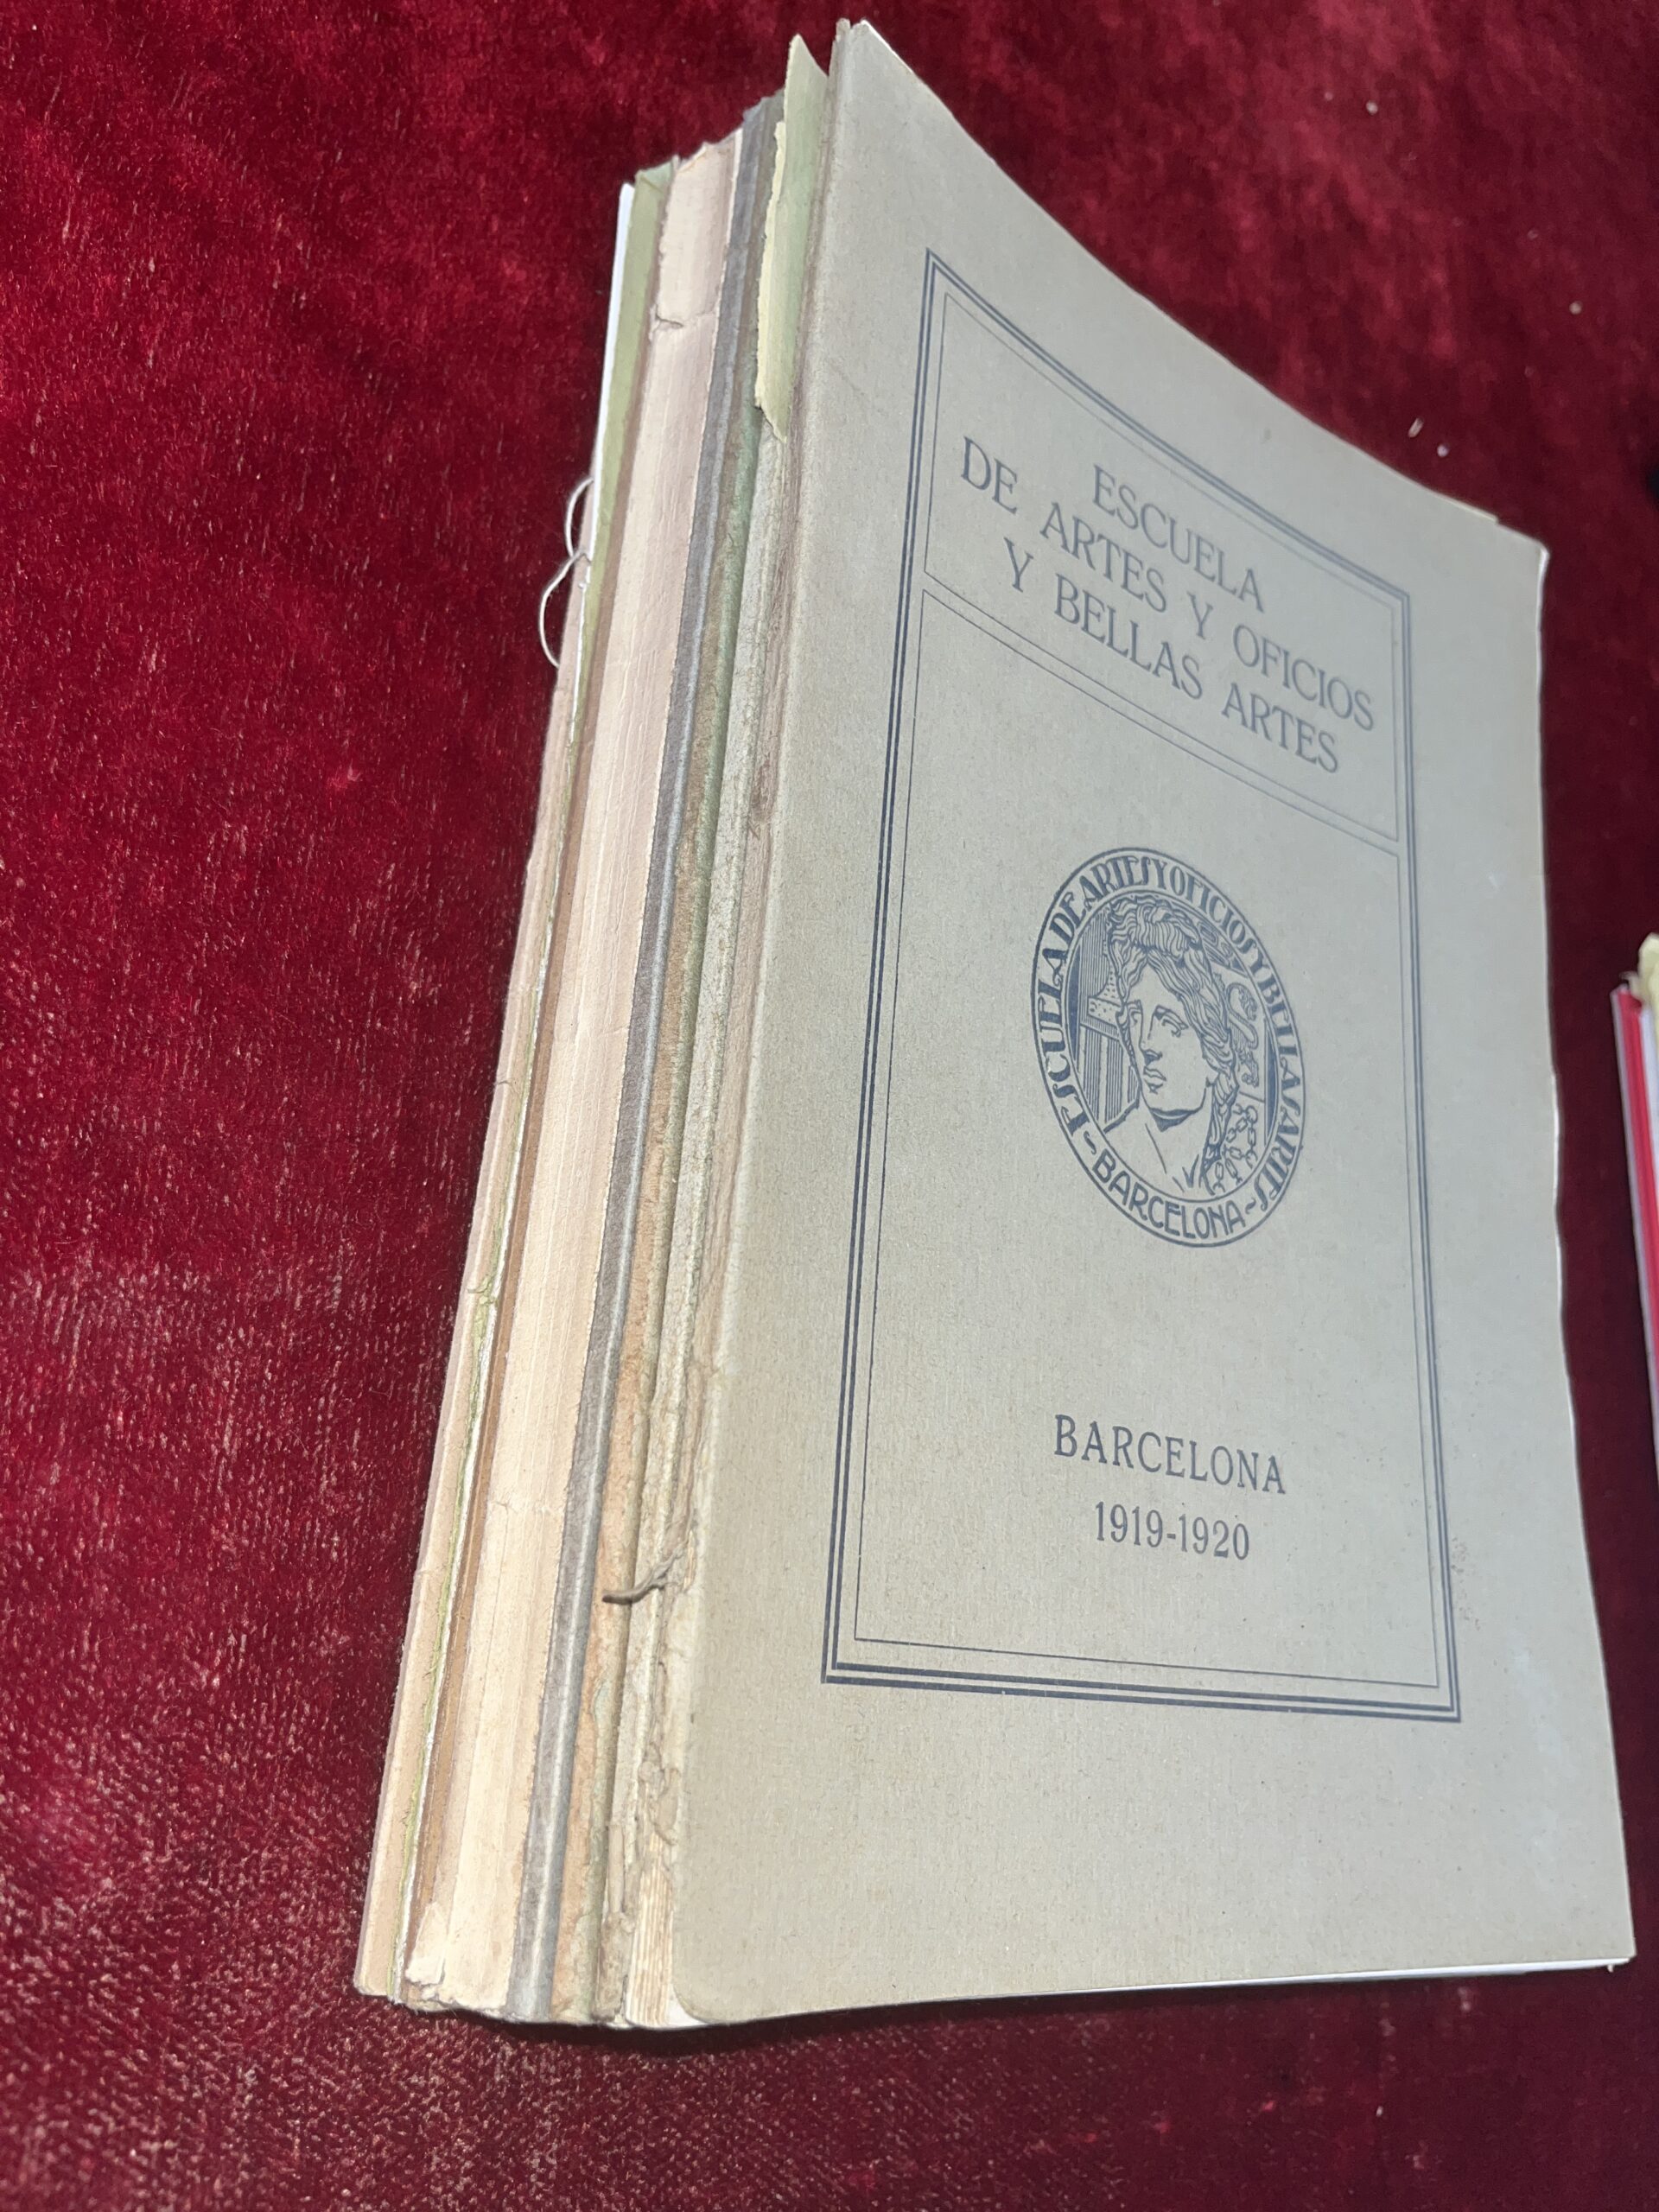 ESCUELA
DE ARTES Y OFICIOS
Y BELLAS ARTES
ESCUELA DE ARTES Y OFICIOS Y BELLAS ARTES
~ BARCELONA ~
BARCELONA
1919-1920